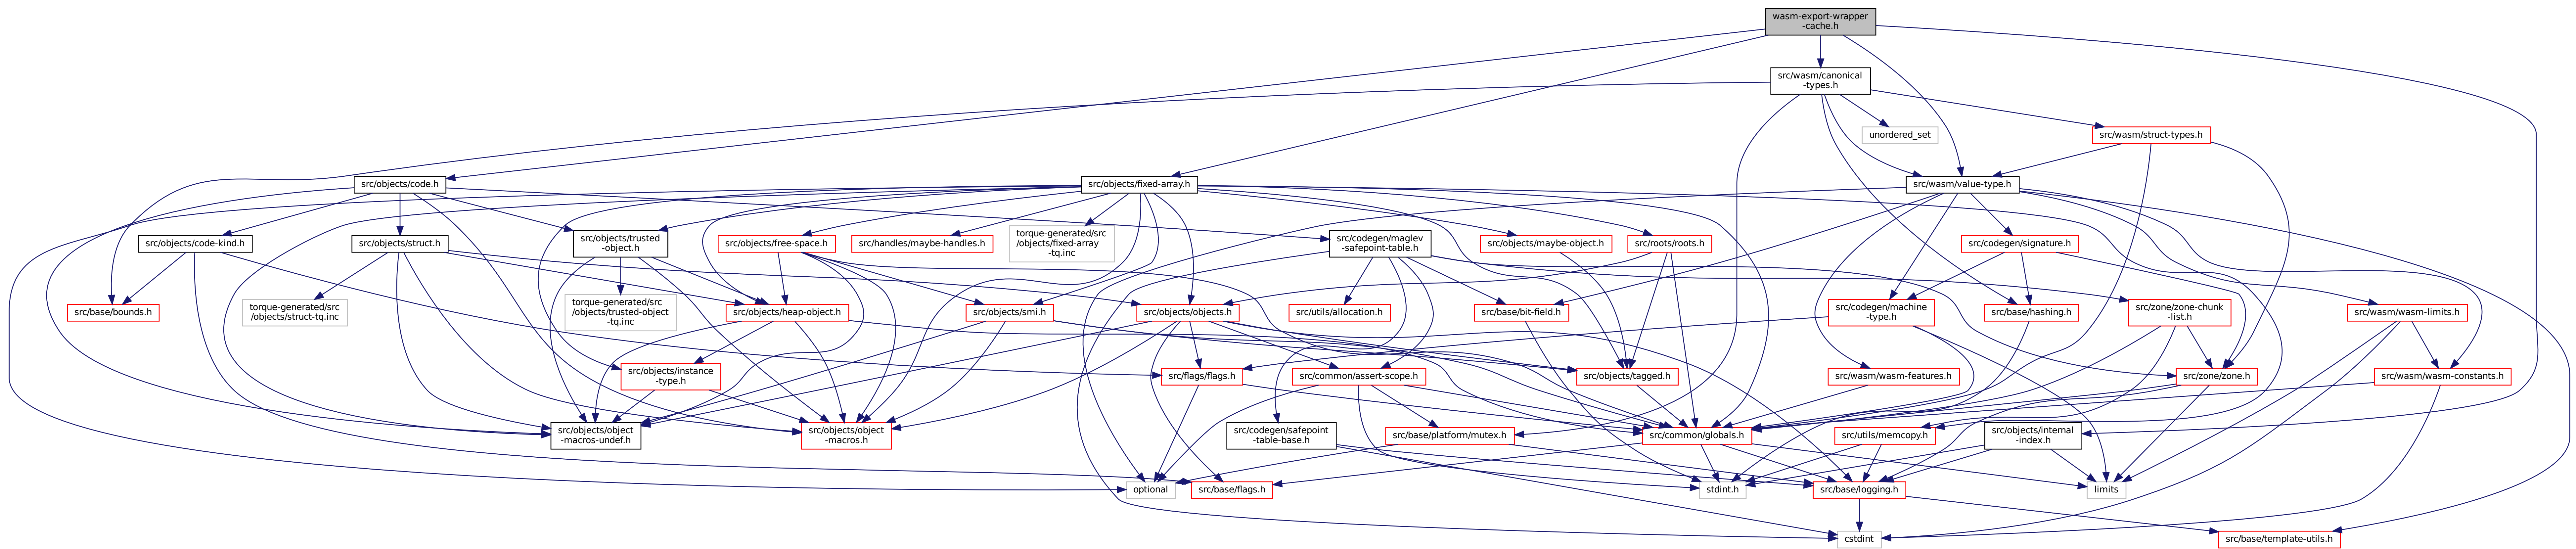 wasm-export-wrapper
-cache.h
src/wasm/canonical
-types.h
unordered_set
src/wasm/struct-types.h
src/objects/code.h
src/objects/fixed-array.h
src/wasm/value-type.h
src/objects/code-kind.h
src/objects/struct.h
src/objects/trusted
-object.h
src/objects/free-space.h
src/handles/maybe-handles.h
torque-generated/src
/objects/fixed-array
-tq.inc
src/codegen/maglev
-safepoint-table.h
src/objects/maybe-object.h
src/roots/roots.h
src/codegen/signature.h
src/base/bounds.h
torque-generated/src
/objects/struct-tq.inc
torque-generated/src
/objects/trusted-object
-tq.inc
src/objects/heap-object.h
src/objects/smi.h
src/objects/objects.h
src/utils/allocation.h
src/base/bit-field.h
src/codegen/machine
-type.h
src/base/hashing.h
src/zone/zone-chunk
-list.h
src/wasm/wasm-limits.h
src/objects/instance
-type.h
src/flags/flags.h
src/common/assert-scope.h
src/objects/tagged.h
src/wasm/wasm-features.h
src/zone/zone.h
src/wasm/wasm-constants.h
src/objects/object
-macros-undef.h
src/objects/object
-macros.h
src/codegen/safepoint
-table-base.h
src/base/platform/mutex.h
src/common/globals.h
src/utils/memcopy.h
src/objects/internal
-index.h
optional
src/base/flags.h
stdint.h
src/base/logging.h
limits
cstdint
src/base/template-utils.h